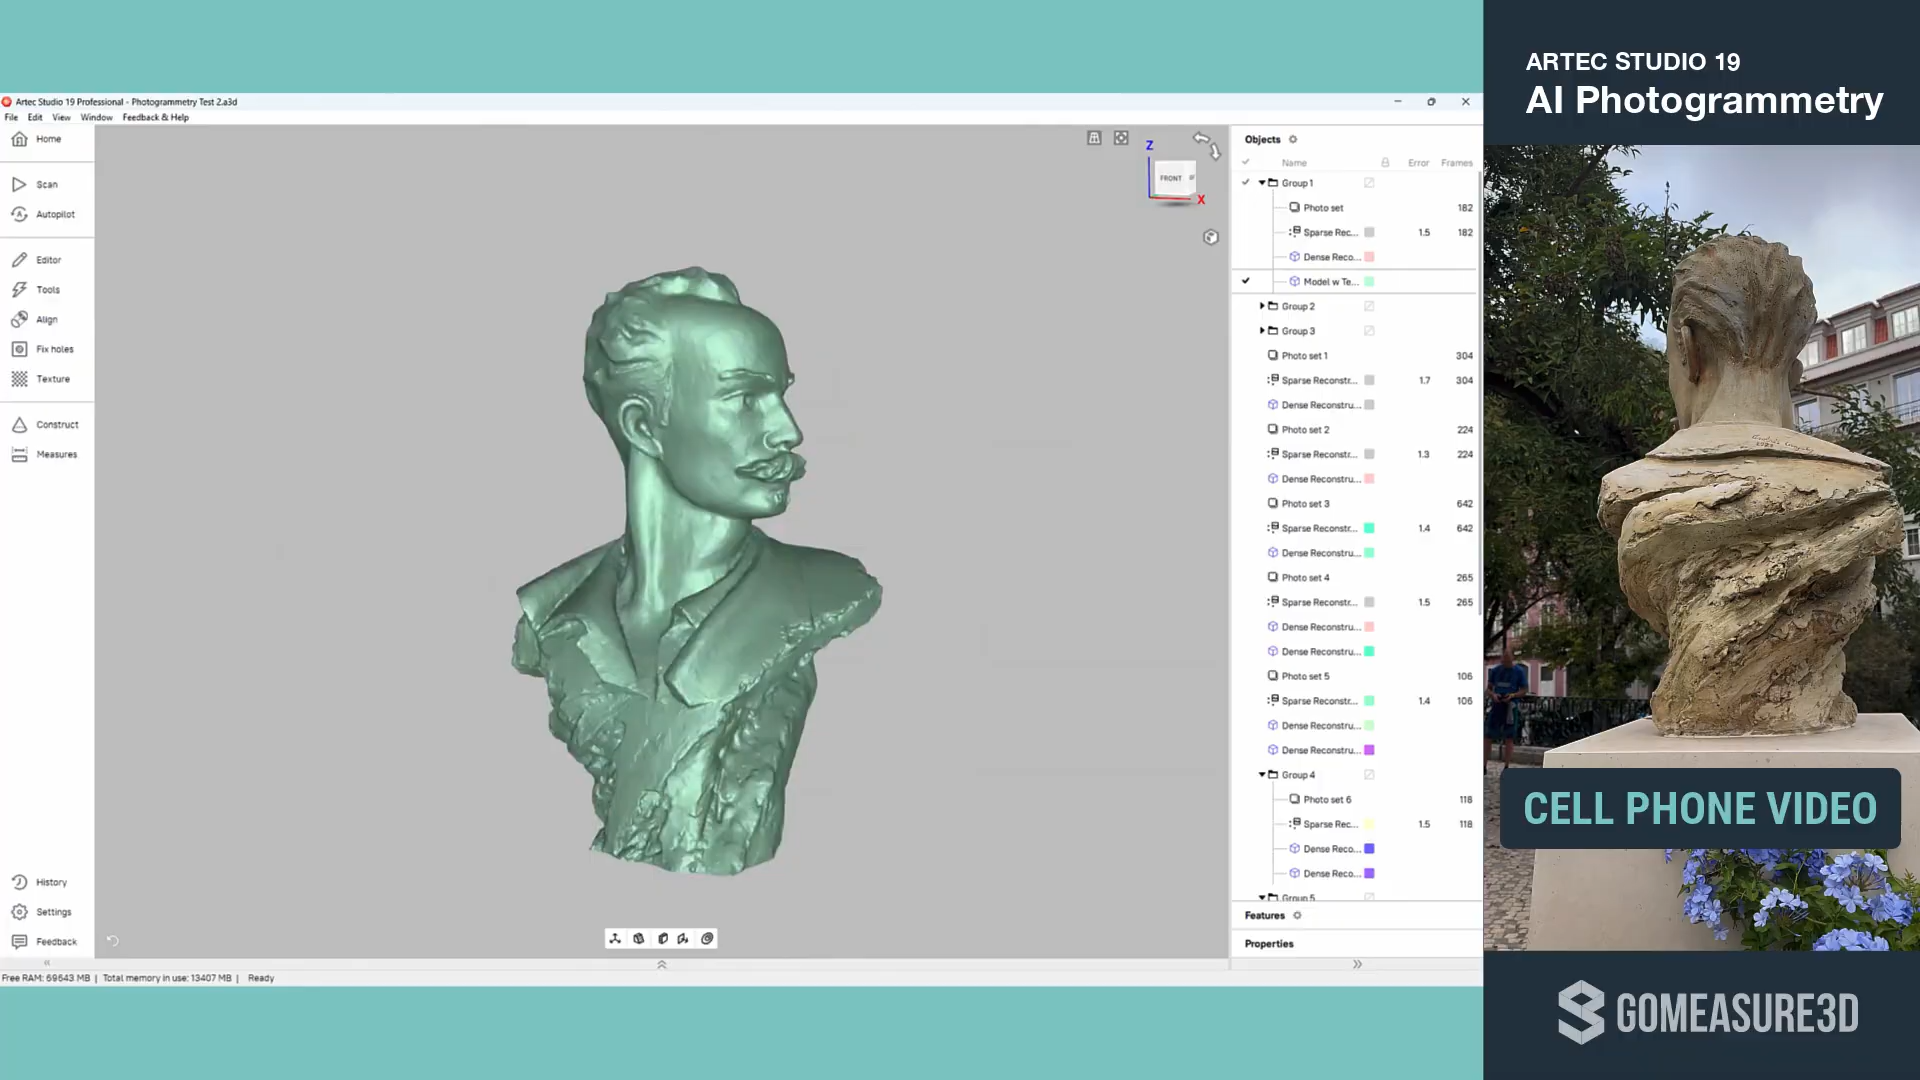 Artec Studio 19 Professional - Photogrammetry Test 2.a3d
File Edit View Window Feedback & Help
Home
Scan
Autopilot
Editor
Tools
Align
Fix holes
Texture
Construct
Measures
History
Settings
Feedback
Free RAM: 69643 MB | Total memory in use: 13407 MB | Ready
Z
FRONT
X
Objects
Name Error Frames
Group 1
Photo set 182
Sparse Rec... 1.5 182
Dense Reco...
Model w Te...
Group 2
Group 3
Photo set 1 304
Sparse Reconstr... 1.7 304
Dense Reconstru...
Photo set 2 224
Sparse Reconstr... 1.3 224
Dense Reconstru...
Photo set 3 642
Sparse Reconstr... 1.4 642
Dense Reconstru...
Photo set 4 265
Sparse Reconstr... 1.5 265
Dense Reconstru...
Dense Reconstru...
Photo set 5 106
Sparse Reconstr... 1.4 106
Dense Reconstru...
Dense Reconstru...
Group 4
Photo set 6 118
Sparse Rec... 1.5 118
Dense Reco...
Dense Reco...
Group 5
Features
Properties
ARTEC STUDIO 19
AI Photogrammetry
CELL PHONE VIDEO
GOMEASURE3D